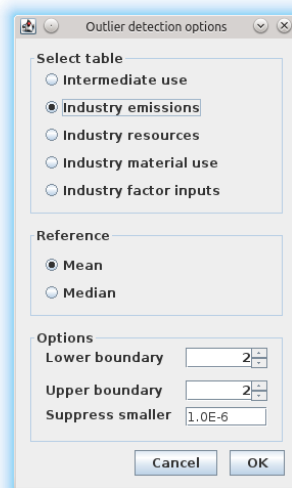 Outlier detection options
Select table
Intermediate use
Industry emissions
Industry resources
Industry material use
Industry factor inputs
Reference
Mean
Median
Options
Lower boundary 2
Upper boundary 2
Suppress smaller 1.0E-6
Cancel OK